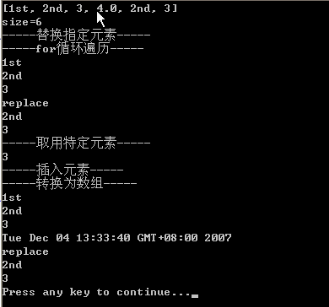 [1st, 2nd, 3, 4.0, 2nd, 3]
size=6
-----替换指定元素-----
-----for循环遍历-----
1st
2nd
3
replace
2nd
3
-----取用特定元素-----
3
-----插入元素-----
-----转换为数组-----
1st
2nd
3
Tue Dec 04 13:33:40 GMT+08:00 2007
replace
2nd
3
Press any key to continue..._